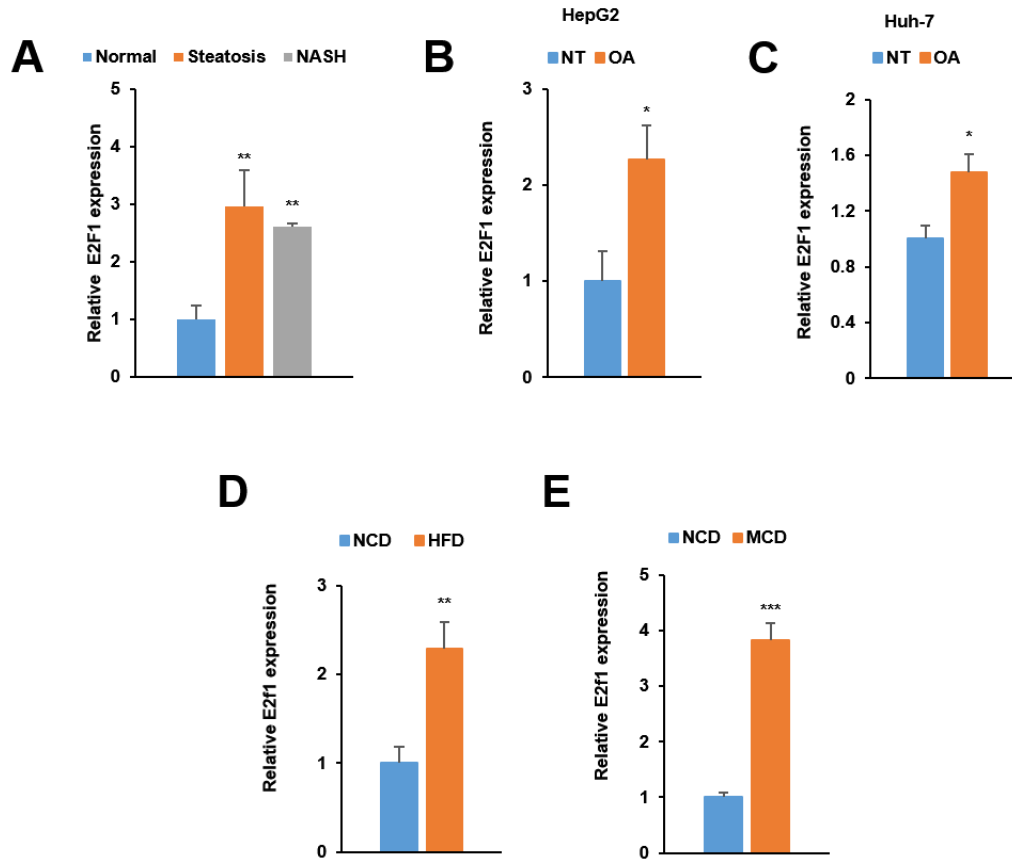 A
Normal Steatosis NASH
Relative E2F1 expression
5
4
3
2
1
0
**
**
B
HepG2
NT OA
Relative E2F1 expression
3
2
1
0
*
C
Huh-7
NT OA
Relative E2F1 expression
2
1.6
1.2
0.8
0.4
0
*
D
NCD HFD
Relative E2f1 expression
3
2
1
0
**
E
NCD MCD
Relative E2f1 expression
5
4
3
2
1
0
***